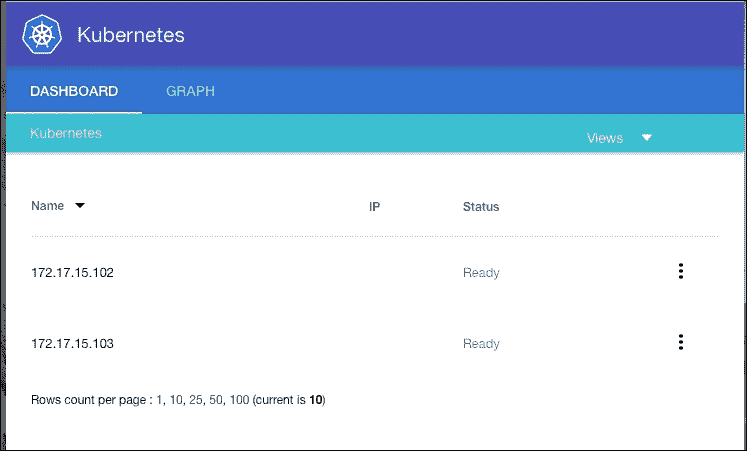 Kubernetes
DASHBOARD GRAPH
Kubernetes Views
Name IP Status
172.17.15.102 Ready
172.17.15.103 Ready
Rows count per page : 1, 10, 25, 50, 100 (current is 10)